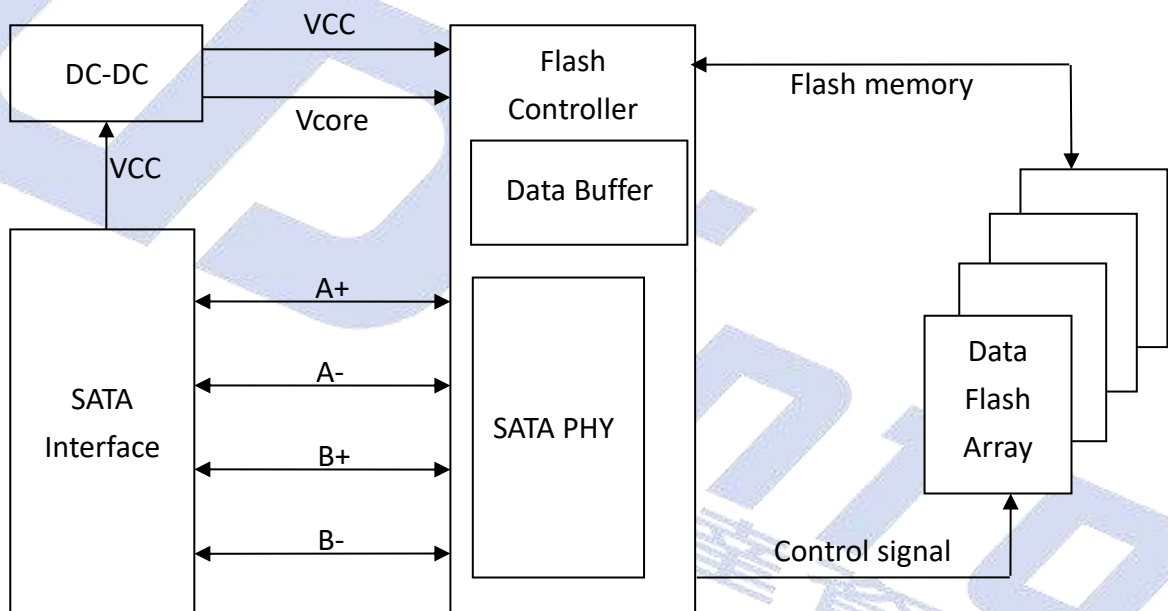 VCC
DC-DC
Vcore
VCC
Flash
Controller
Data Buffer
Flash memory
A+
A-
B+
B-
SATA
Interface
SATA PHY
Data
Flash
Array
Control signal